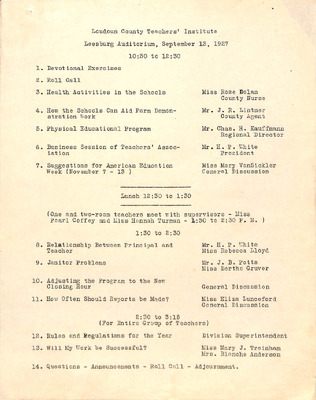 Loudoun County Teachers' Institute
Leesburg Auditorium, September 13, 1927
10:30 to 12:30
1. Devotional Exercises
2. Roll Call
3. Health Activities in the Schools Miss Rose Dolan
County Nurse
4. How the Schools Can Aid Farm Demon- Mr. J. R. Lintner
stration Work County Agent
5. Physical Educational Program Mr. Chas. H. Kauffmann
Regional Director
6. Business Session of Teachers' Assoc- Mr. H. P. White
iation President
7. Suggestions for American Education Miss Mary VanSickler
Week (November 7 - 13 ) General Discussion
Lunch 12:30 to 1:30
(One and two-room teachers meet with supervisors - Miss
Pearl Coffey and Miss Hannah Turman - 1:30 to 2:30 P. M. )
1:30 to 2:30
8. Relationship Between Principal and Mr. H. P. White
Teacher Miss Rebecca Lloyd
9. Janitor Problems Mr. J. B. Potts
Miss Bertha Gruver
10. Adjusting the Program to the New
Closing Hour General Discussion
11. How Often Should Reports be Made? Miss Eliza Lunceford
General Discussion
2:30 to 3:15
(For Entire Group of Teachers)
12. Rules and Regulations for the Year Division Superintendent
13. Will My Work be Successful? Miss Mary J. Trainham
Mrs. Blanche Anderson
14. Questions - Announcements - Roll Call - Adjournment.